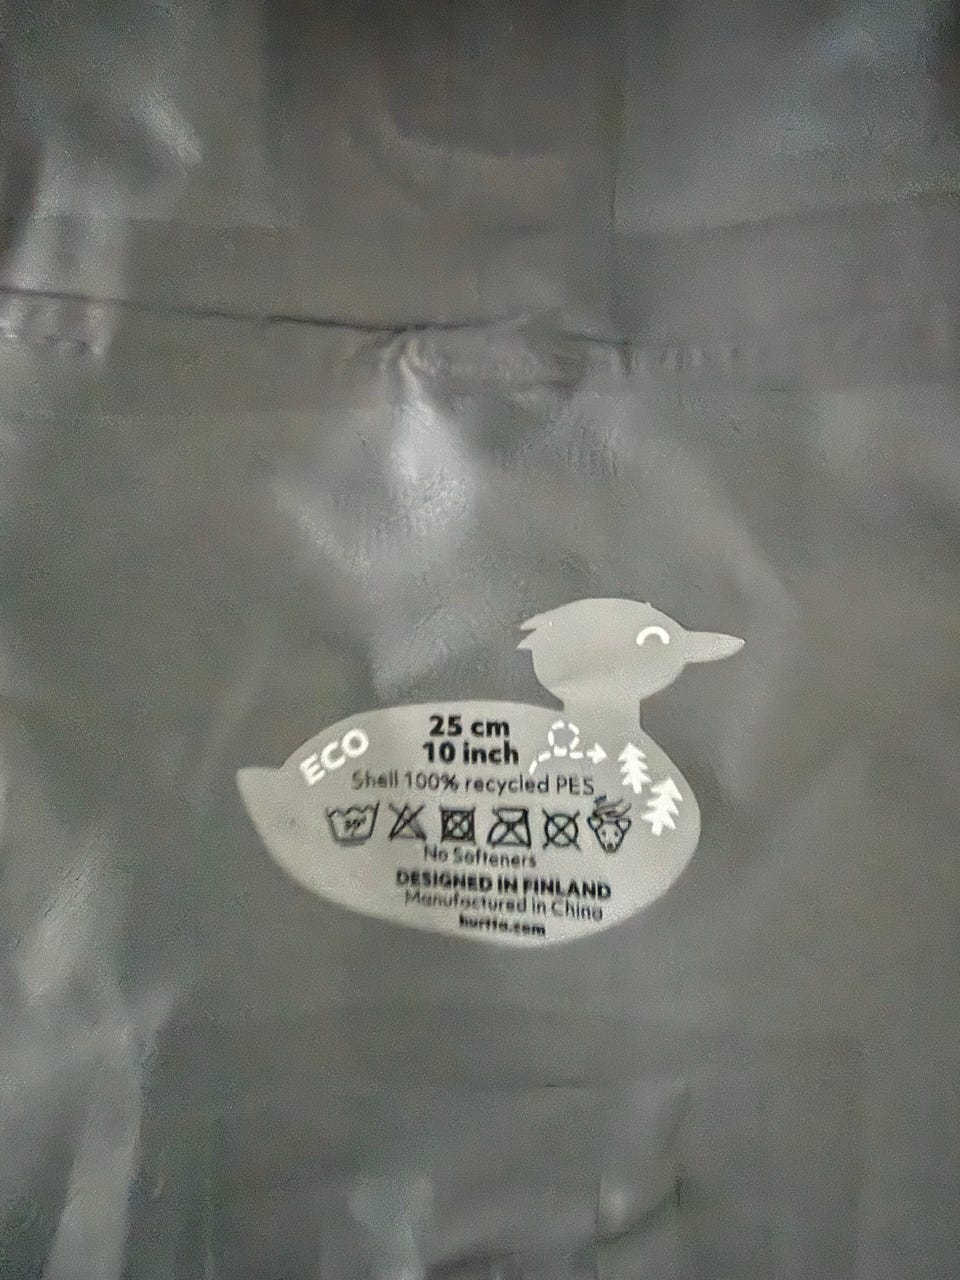 ECO
25 cm
10 inch
Shell 100% recycled PES
30°
No Softeners
DESIGNED IN FINLAND
Manufactured in China
hurtta.com